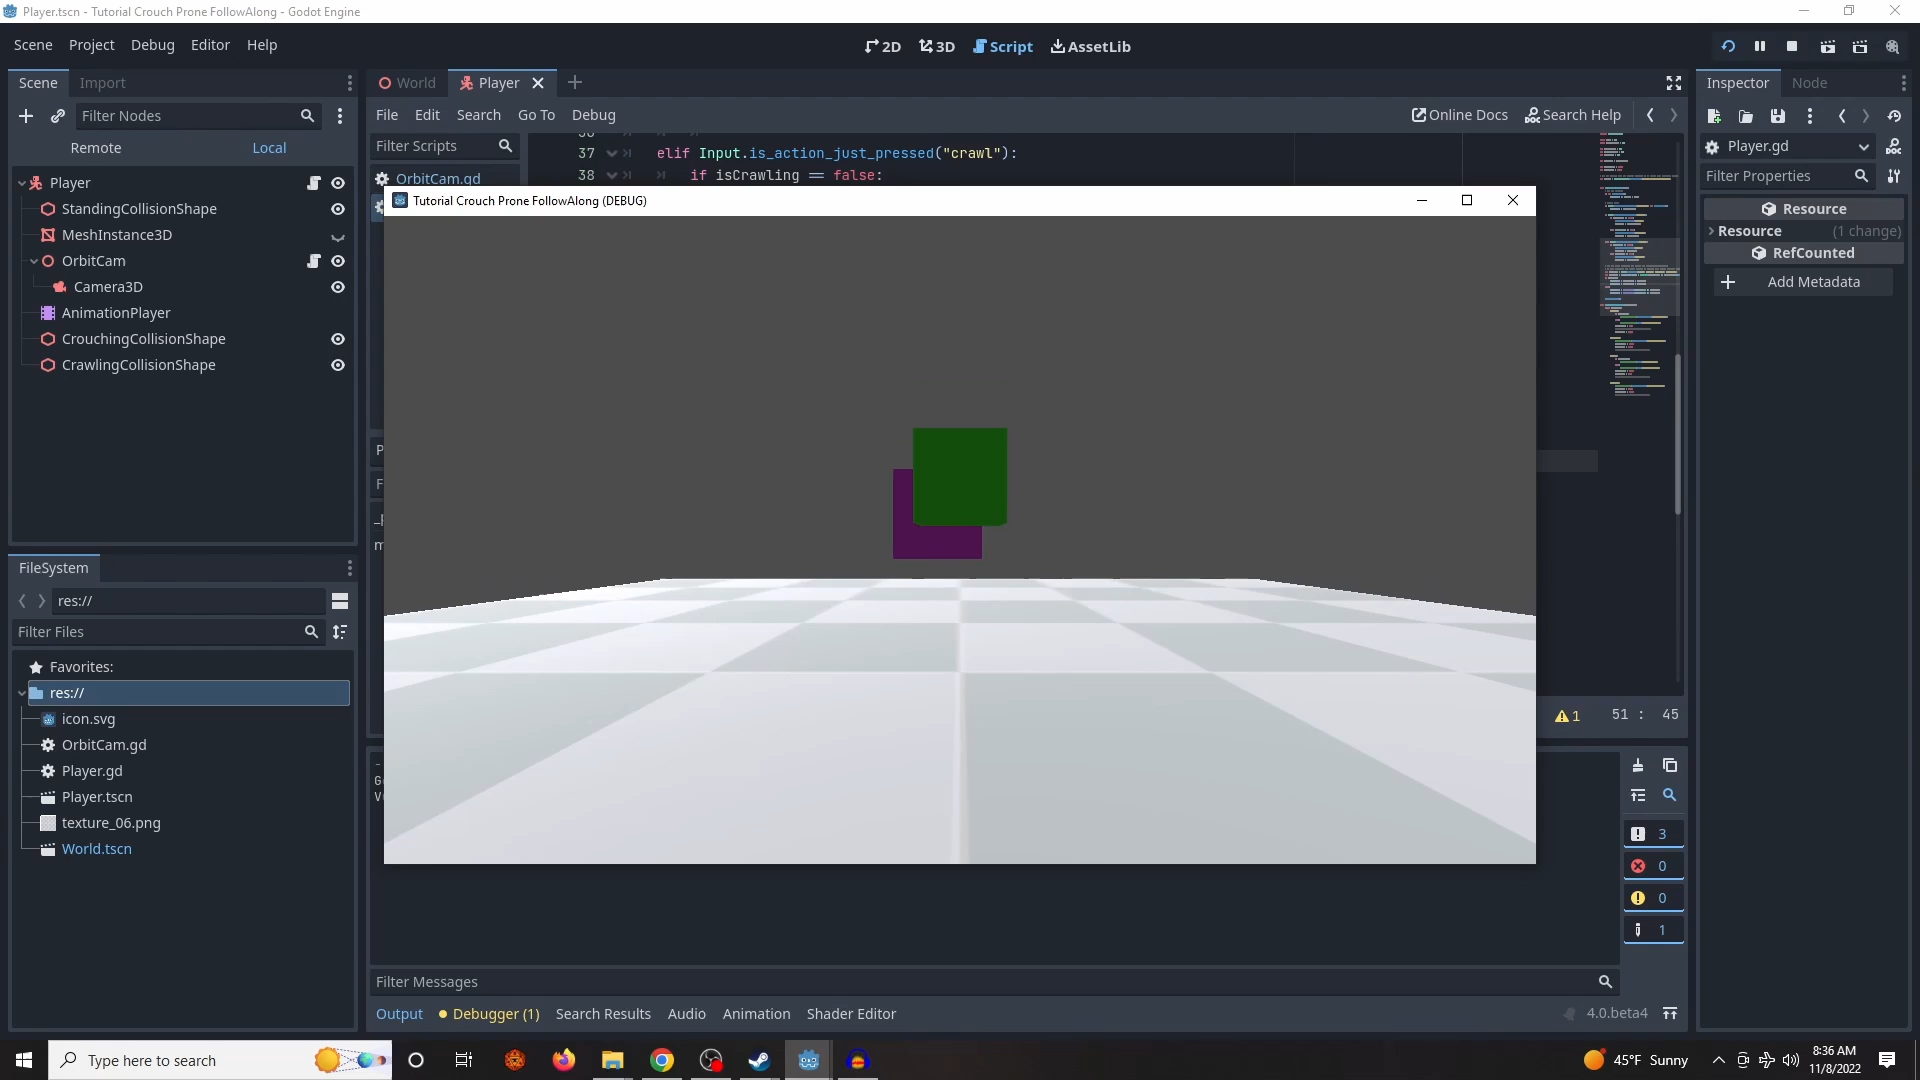 Player.tscn - Tutorial Crouch Prone FollowAlong - Godot Engine
Scene Project Debug Editor Help
2D 3D Script AssetLib
Scene Import
Filter Nodes
Remote Local
Player
StandingCollisionShape
MeshInstance3D
OrbitCam
Camera3D
AnimationPlayer
CrouchingCollisionShape
CrawlingCollisionShape
FileSystem
res://
Filter Files
Favorites:
res://
icon.svg
OrbitCam.gd
Player.gd
Player.tscn
texture_06.png
World.tscn
World Player
File Edit Search Go To Debug
Online Docs Search Help
Filter Scripts
OrbitCam.gd
37 elif Input.is_action_just_pressed("crawl"):
38 if isCrawling == false:
Tutorial Crouch Prone FollowAlong (DEBUG)
1 51 : 45
3
0
0
1
Filter Messages
Output Debugger (1) Search Results Audio Animation Shader Editor
4.0.beta4
Inspector Node
Player.gd
Filter Properties
Resource
Resource (1 change)
RefCounted
Add Metadata
Type here to search
45°F Sunny
8:36 AM
11/8/2022